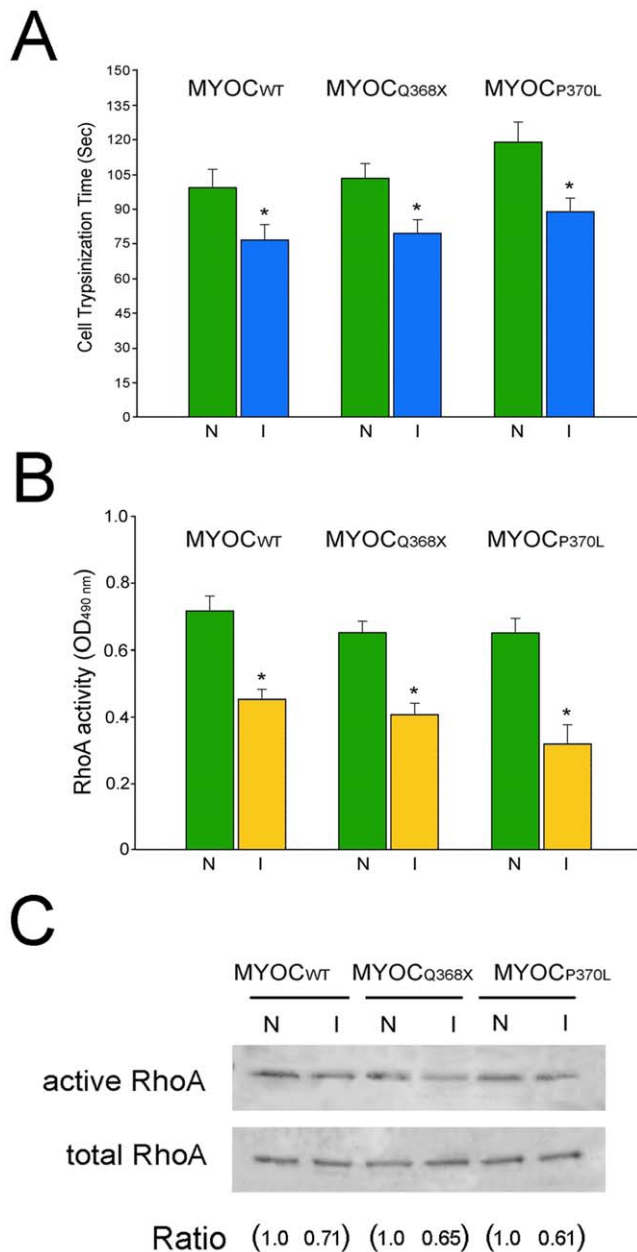 A
Cell Trypsinization Time (Sec)
150
135
120
105
90
75
60
45
30
15
0
MYOCWT
MYOCQ368X
MYOCP370L
*
*
*
N I N I N I
B
RhoA activity (OD490 nm)
1.0
0.8
0.6
0.4
0.2
0
MYOCWT
MYOCQ368X
MYOCP370L
*
*
*
N I N I N I
C
MYOCWT MYOCQ368X MYOCP370L
N I N I N I
active RhoA
total RhoA
Ratio (1.0 0.71) (1.0 0.65) (1.0 0.61)